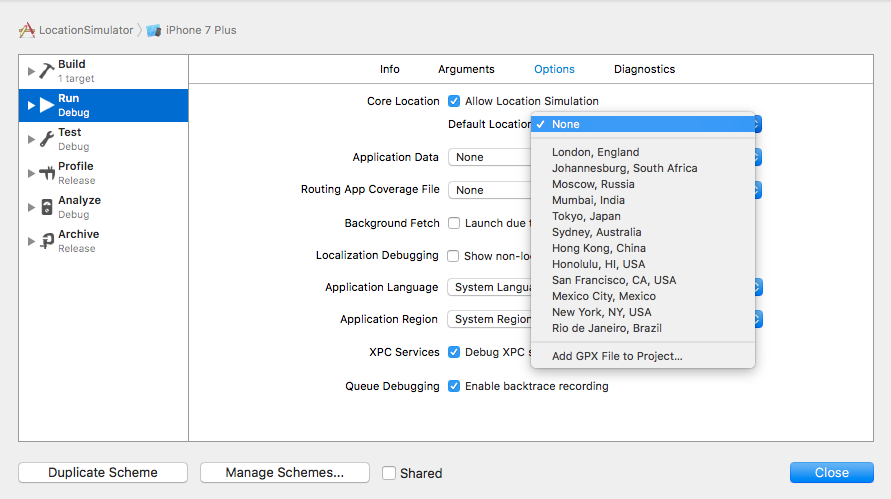 LocationSimulator iPhone 7 Plus
Build
1 target
Run
Debug
Test
Debug
Profile
Release
Analyze
Debug
Archive
Release
Info Arguments Options Diagnostics
Core Location Allow Location Simulation
Default Location
None
London, England
Johannesburg, South Africa
Moscow, Russia
Mumbai, India
Tokyo, Japan
Sydney, Australia
Hong Kong, China
Honolulu, HI, USA
San Francisco, CA, USA
Mexico City, Mexico
New York, NY, USA
Rio de Janeiro, Brazil
Add GPX File to Project...
Application Data None
Routing App Coverage File None
Background Fetch Launch due
Localization Debugging Show
Application Language System
Application Region System Region
XPC Services Debug XPC
Queue Debugging Enable backtrace recording
Duplicate Scheme Manage Schemes... Shared Close